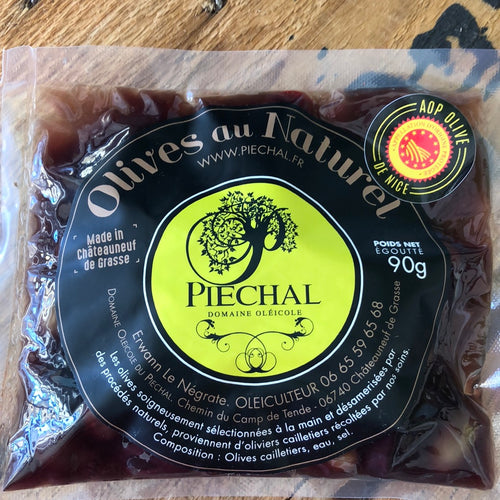 Olives au Naturel
WWW.PIECHAL.FR
AOP OLIVE
DE NICE
Made in
Châteauneuf
de Grasse
POIDS NET
ÉGOUTTÉ
90g
PIECHAL
DOMAINE OLÉICOLE
Erwann Le Négrate, OLEICULTEUR 06 65 59 65 68
DOMAINE OLEICOLE DU PIECHAL, Chemin du Camp de Tende - 06740 Châteauneuf de Grasse
Les olives soigneusement sélectionnées à la main et désamerisées par
des procédés naturels, proviennent d'oliviers cailletiers récoltées par nos soins.
Composition : Olives cailletiers, eau, sel.